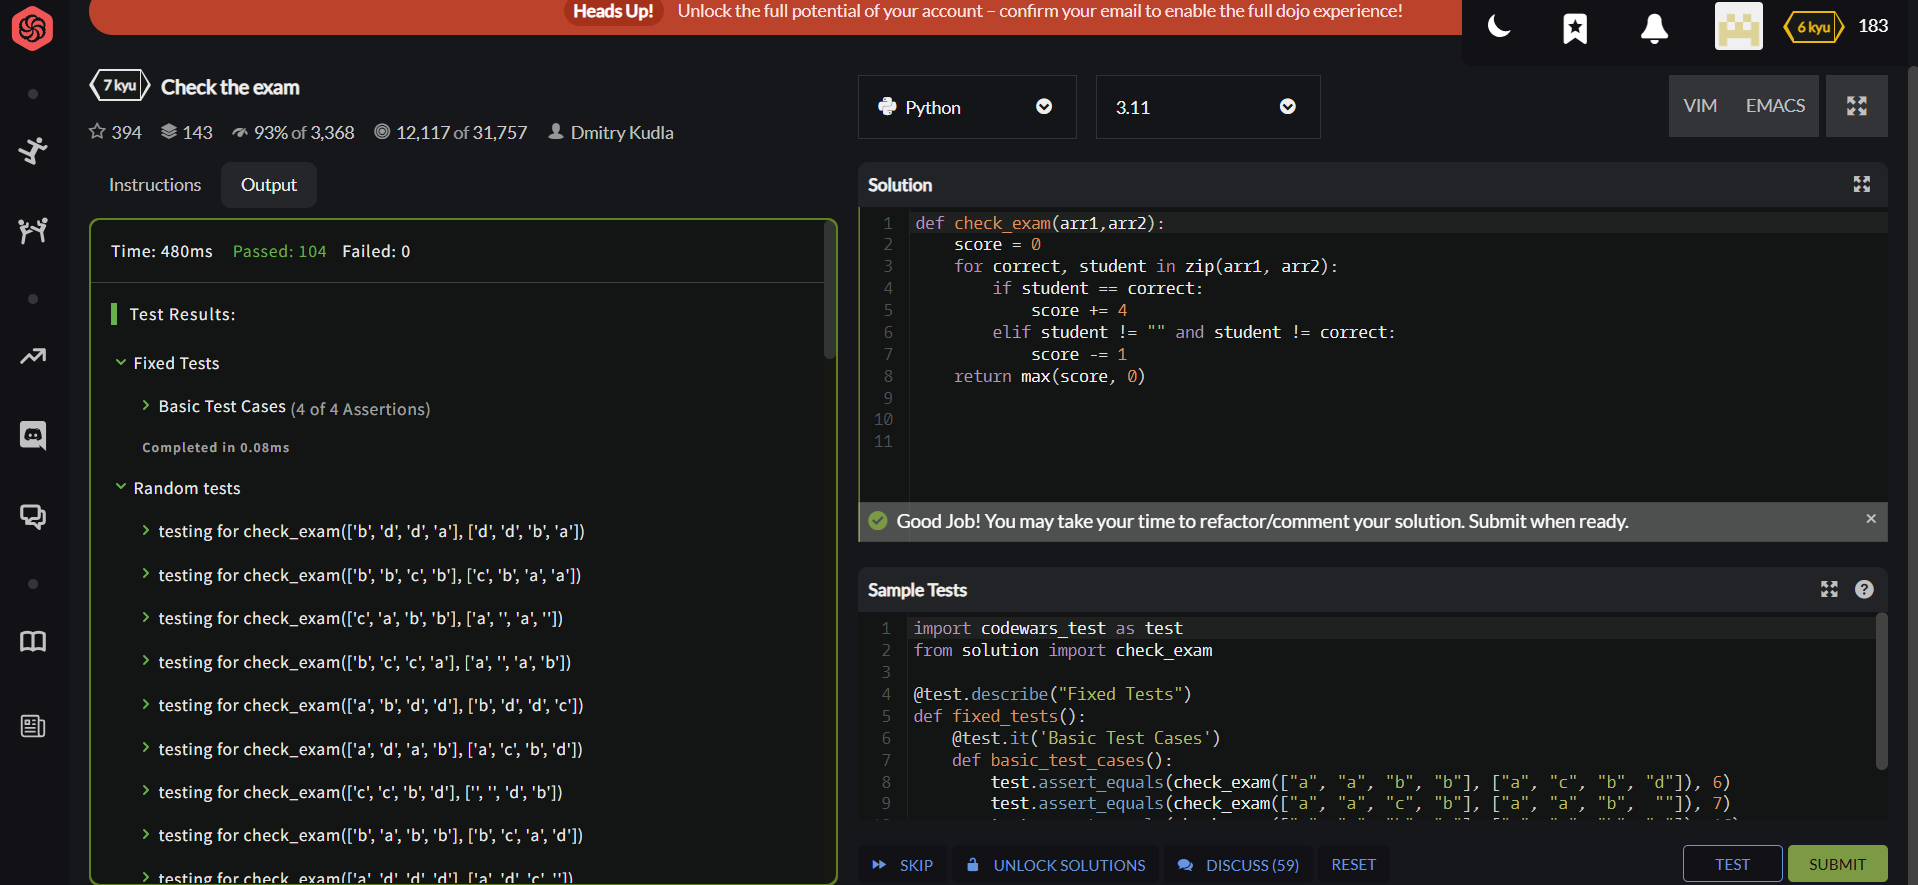 Heads Up! Unlock the full potential of your account – confirm your email to enable the full dojo experience!
6 kyu 183
7 kyu Check the exam
394 143 93% of 3,368 12,117 of 31,757 Dmitry Kudla
Instructions Output
Time: 480ms Passed: 104 Failed: 0
Test Results:
Fixed Tests
Basic Test Cases (4 of 4 Assertions)
Completed in 0.08ms
Random tests
testing for check_exam(['b', 'd', 'd', 'a'], ['d', 'd', 'b', 'a'])
testing for check_exam(['b', 'b', 'c', 'b'], ['c', 'b', 'a', 'a'])
testing for check_exam(['c', 'a', 'b', 'b'], ['a', '', 'a', ''])
testing for check_exam(['b', 'c', 'c', 'a'], ['a', '', 'a', 'b'])
testing for check_exam(['a', 'b', 'd', 'd'], ['b', 'd', 'd', 'c'])
testing for check_exam(['a', 'd', 'a', 'b'], ['a', 'c', 'b', 'd'])
testing for check_exam(['c', 'c', 'b', 'd'], ['', '', 'd', 'b'])
testing for check_exam(['b', 'a', 'b', 'b'], ['b', 'c', 'a', 'd'])
testing for check_exam(['a', 'd', 'd', 'd'], ['a', 'd', 'c', ''])
Python 3.11 VIM EMACS
Solution
1 def check_exam(arr1,arr2):
2 score = 0
3 for correct, student in zip(arr1, arr2):
4 if student == correct:
5 score += 4
6 elif student != "" and student != correct:
7 score -= 1
8 return max(score, 0)
9
10
11
Good Job! You may take your time to refactor/comment your solution. Submit when ready.
Sample Tests
1 import codewars_test as test
2 from solution import check_exam
3
4 @test.describe("Fixed Tests")
5 def fixed_tests():
6 @test.it('Basic Test Cases')
7 def basic_test_cases():
8 test.assert_equals(check_exam(["a", "a", "b", "b"], ["a", "c", "b", "d"]), 6)
9 test.assert_equals(check_exam(["a", "a", "c", "b"], ["a", "a", "b", ""]), 7)
SKIP UNLOCK SOLUTIONS DISCUSS (59) RESET TEST SUBMIT